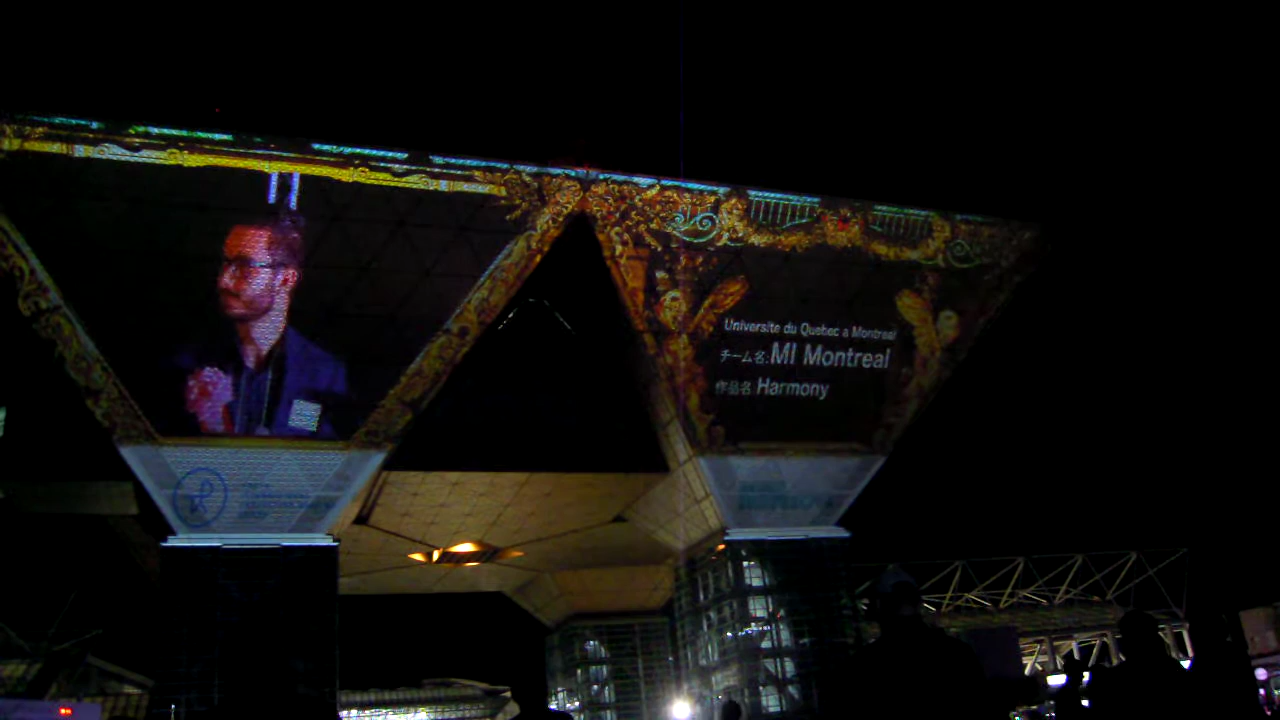 Universite du Quebec a Montreal
チーム名:MI Montreal
作品名 Harmony